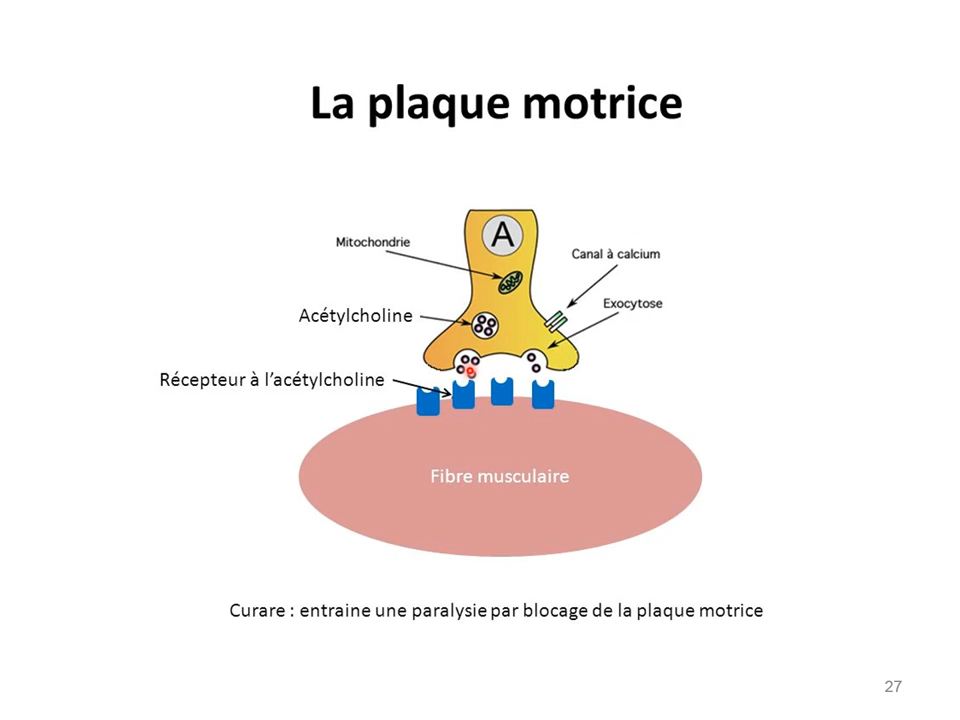 La plaque motrice
A
Mitochondrie
Canal à calcium
Exocytose
Acétylcholine
Récepteur à l’acétylcholine
Fibre musculaire
Curare : entraine une paralysie par blocage de la plaque motrice
27